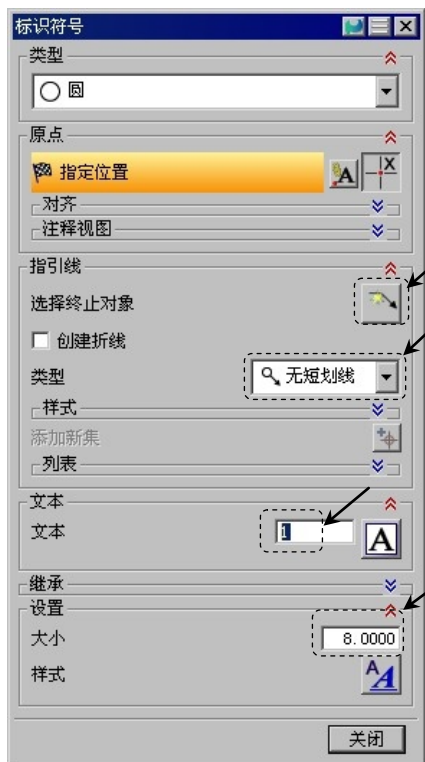 标识符号
类型
圆
原点
指定位置
对齐
注释视图
指引线
选择终止对象
创建折线
类型
无短划线
样式
添加新集
列表
文本
文本
1
A
继承
设置
大小
8.0000
样式
关闭